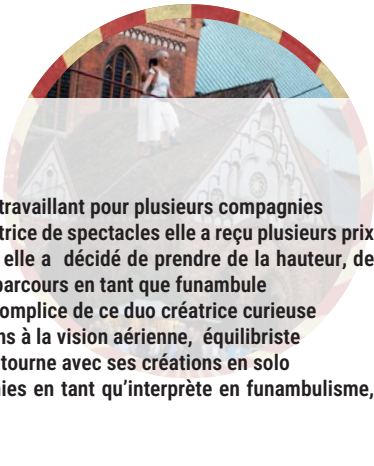 travaillant pour plusieurs compagnies
trice de spectacles elle a reçu plusieurs prix
elle a décidé de prendre de la hauteur, de
parcours en tant que funambule
omplice de ce duo créatrice curieuse
ns à la vision aérienne, équilibriste
tourne avec ses créations en solo
nies en tant qu'interprète en funambulisme,